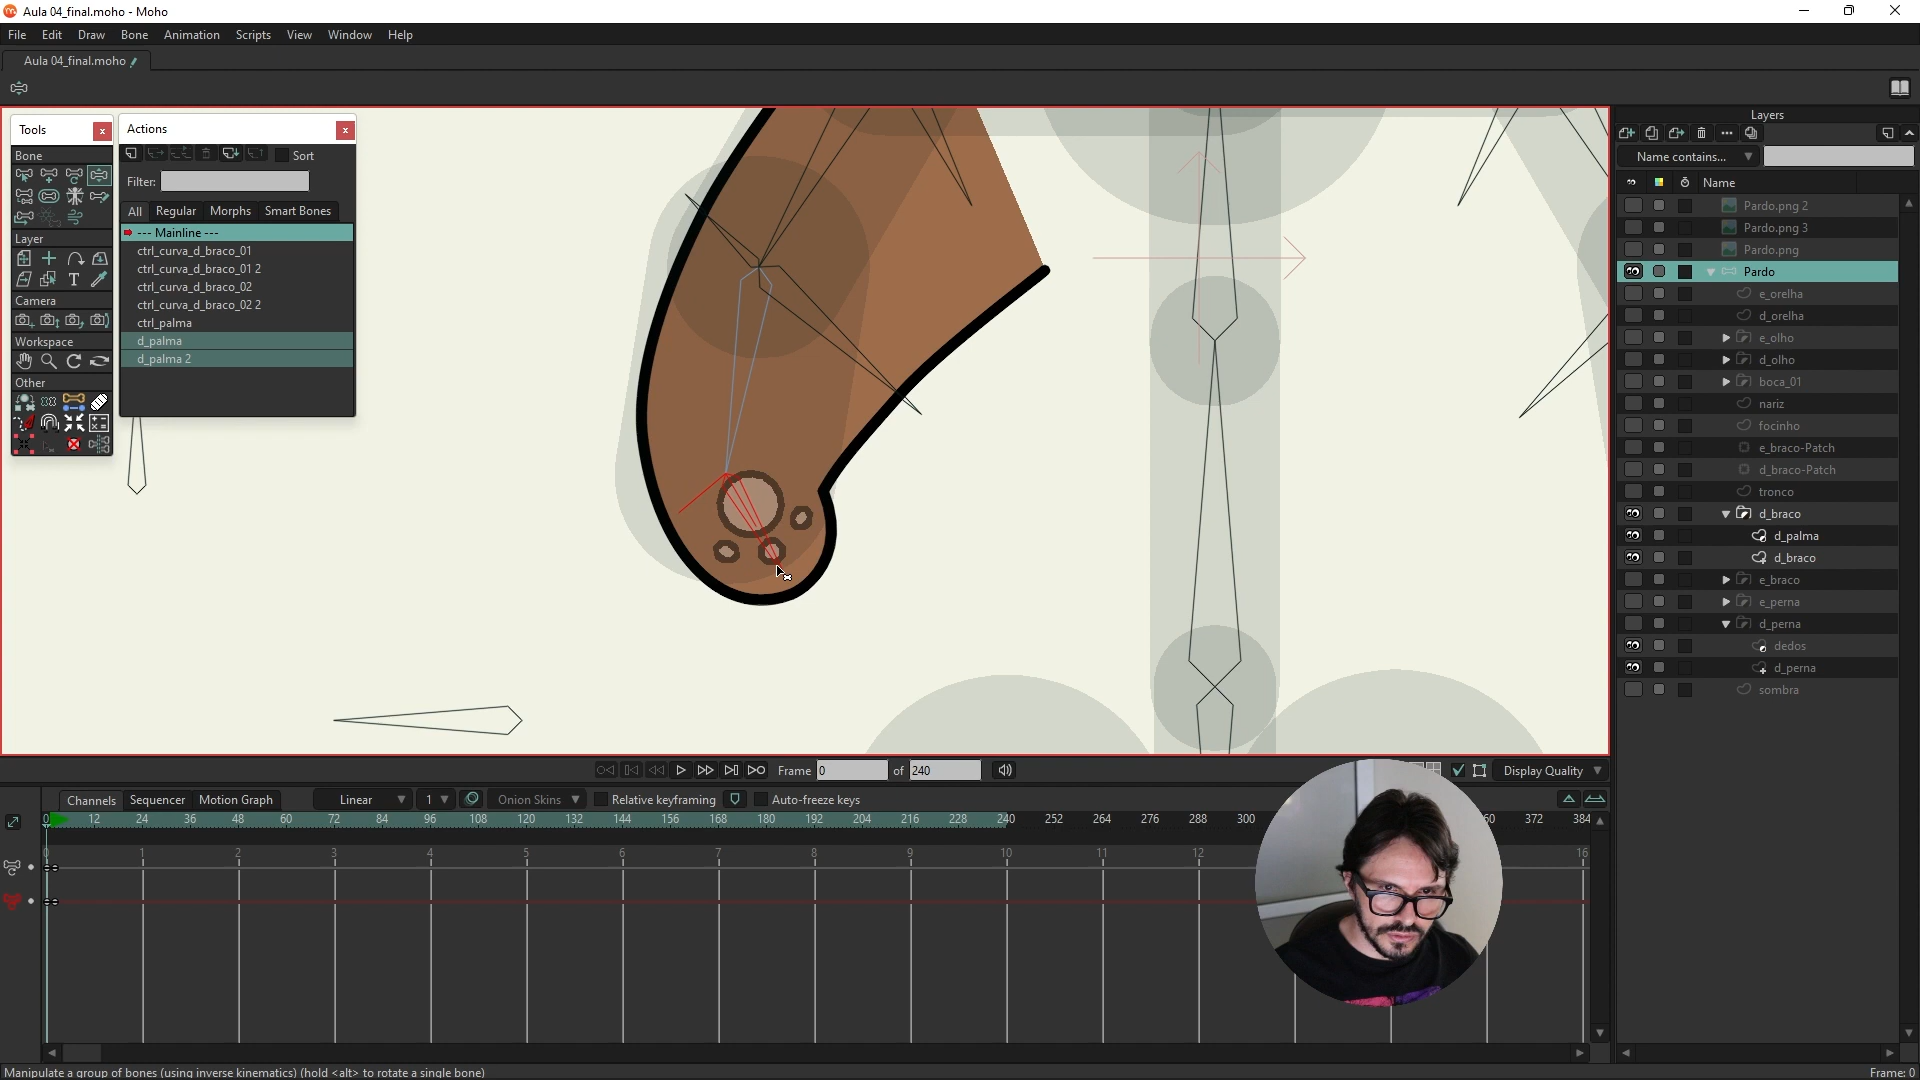 Aula 04_final.moho - Moho
File Edit Draw Bone Animation Scripts View Window Help
Aula 04_final.moho
Tools
Bone
Layer
Camera
Workspace
Other
Actions
Sort
Filter:
All Regular Morphs Smart Bones
--- Mainline ---
ctrl_curva_d_braco_01
ctrl_curva_d_braco_01 2
ctrl_curva_d_braco_02
ctrl_curva_d_braco_02 2
ctrl_palma
d_palma
d_palma 2
Layers
Name contains...
Name
Pardo.png 2
Pardo.png 3
Pardo.png
Pardo
e_orelha
d_orelha
e_olho
d_olho
boca_01
nariz
focinho
e_braco-Patch
d_braco-Patch
tronco
d_braco
d_palma
d_braco
e_braco
e_perna
d_perna
dedos
d_perna
sombra
Frame 0 of 240
Display Quality
Channels Sequencer Motion Graph Linear 1 Onion Skins Relative keyframing Auto-freeze keys
0 12 24 36 48 60 72 84 96 108 120 132 144 156 168 180 192 204 216 228 240 252 264 276 288 300 60 372 384
0 1 2 3 4 5 6 7 8 9 10 11 12 16
Manipulate a group of bones (using inverse kinematics) (hold <alt> to rotate a single bone)
Frame: 0